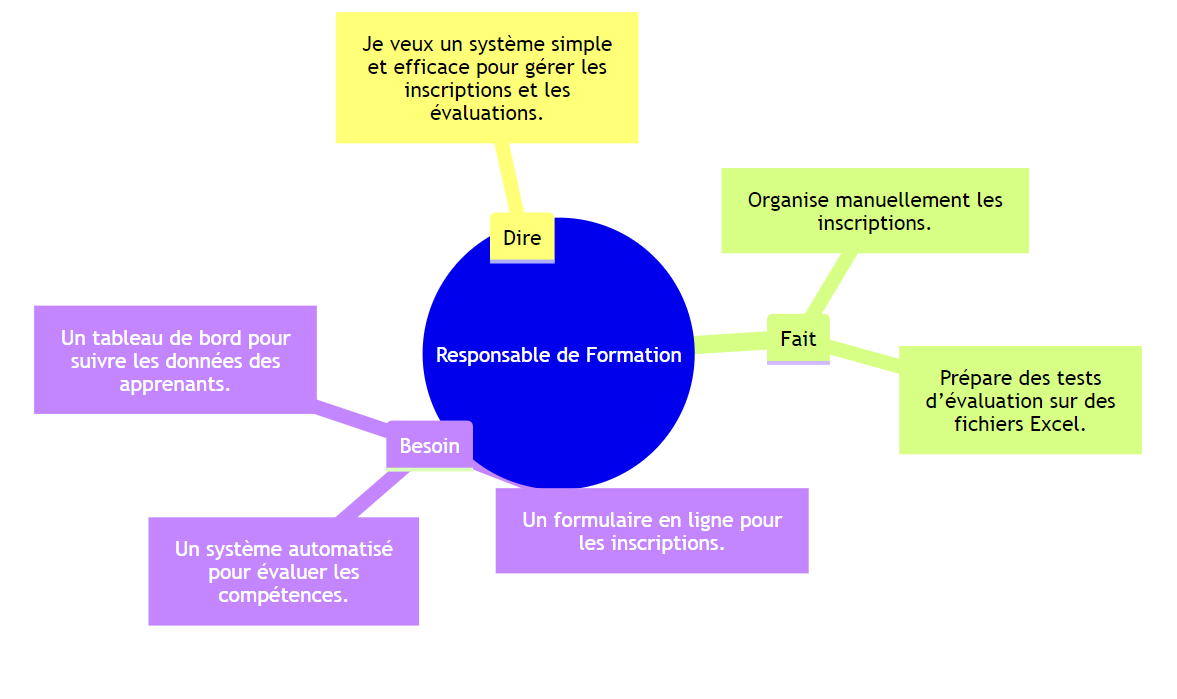 Je veux un système simple
et efficace pour gérer les
inscriptions et les
évaluations.
Dire
Organise manuellement les
inscriptions.
Responsable de Formation
Fait
Prépare des tests
d’évaluation sur des
fichiers Excel.
Un tableau de bord pour
suivre les données des
apprenants.
Besoin
Un système automatisé
pour évaluer les
compétences.
Un formulaire en ligne pour
les inscriptions.